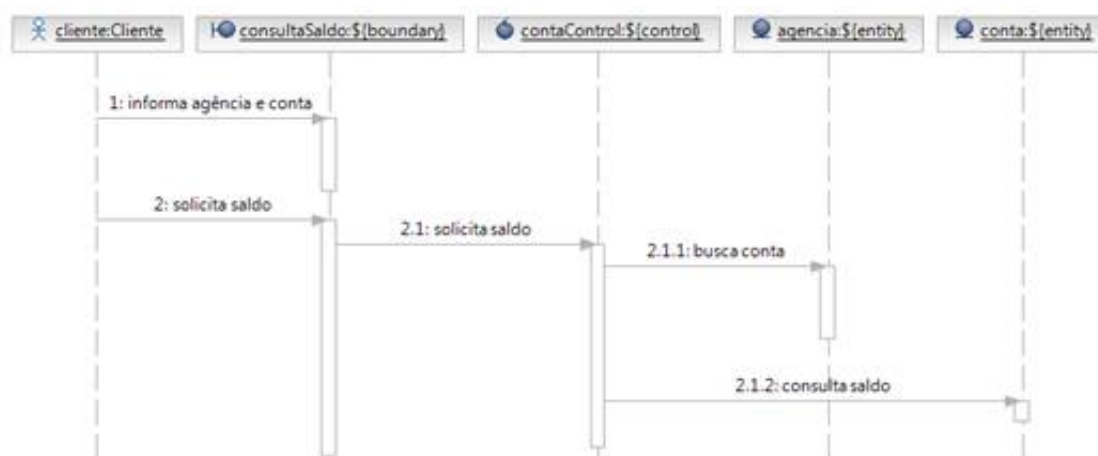 cliente:Cliente
consultaSaldo:${boundary}
contaControl:${control}
agencia:${entity}
conta:${entity}
1: informa agência e conta
2: solicita saldo
2.1: solicita saldo
2.1.1: busca conta
2.1.2: consulta saldo